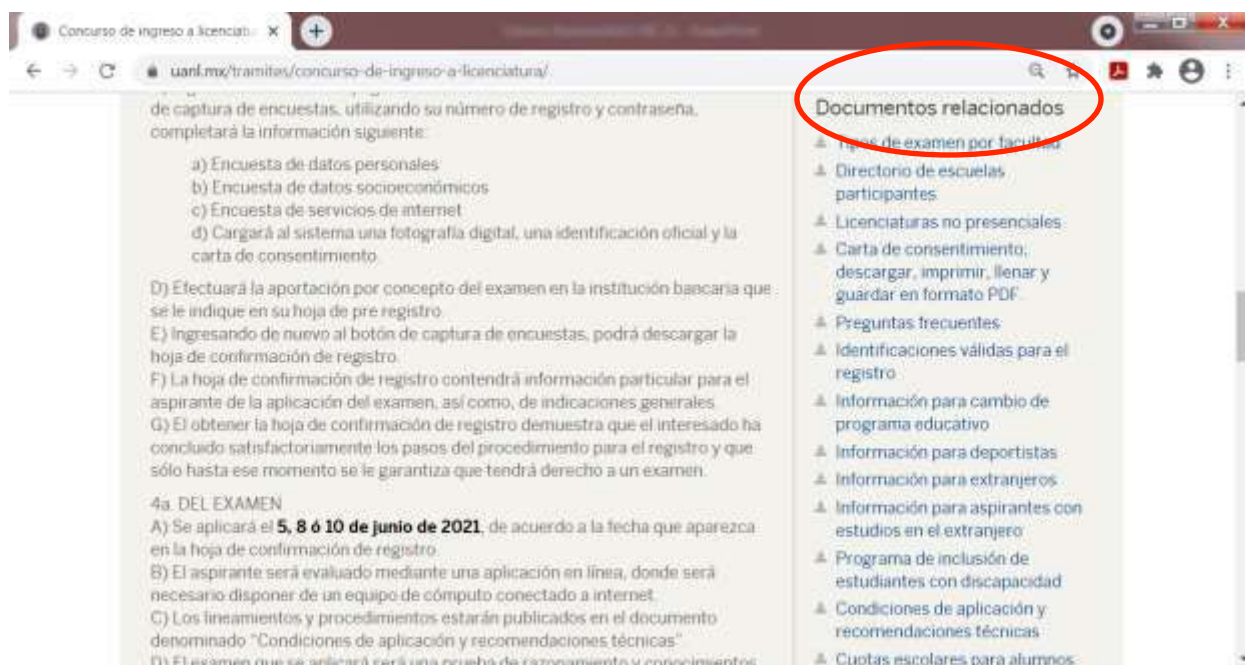 Concurso de ingreso a licenciatu
uanl.mx/tramites/concurso-de-ingreso-a-licenciatura/
de captura de encuestas, utilizando su número de registro y contraseña,
completará la información siguiente:
a) Encuesta de datos personales
b) Encuesta de datos socioeconómicos
c) Encuesta de servicios de internet
d) Cargará al sistema una fotografía digital, una identificación oficial y la
carta de consentimiento.
D) Efectuará la aportación por concepto del examen en la institución bancaria que
se le indique en su hoja de pre registro.
E) Ingresando de nuevo al botón de captura de encuestas, podrá descargar la
hoja de confirmación de registro.
F) La hoja de confirmación de registro contendrá información particular para el
aspirante de la aplicación del examen, así como, de indicaciones generales.
G) El obtener la hoja de confirmación de registro demuestra que el interesado ha
concluido satisfactoriamente los pasos del procedimiento para el registro y que
sólo hasta ese momento se le garantiza que tendrá derecho a un examen.
4a. DEL EXAMEN
A) Se aplicará el 5, 8 ó 10 de junio de 2021, de acuerdo a la fecha que aparezca
en la hoja de confirmación de registro.
B) El aspirante será evaluado mediante una aplicación en línea, donde será
necesario disponer de un equipo de cómputo conectado a internet.
C) Los lineamientos y procedimientos estarán publicados en el documento
denominado "Condiciones de aplicación y recomendaciones técnicas"
D) El examen que se aplicará será una prueba de razonamiento y conocimientos
Documentos relacionados
Tipos de examen por facultad
Directorio de escuelas
participantes
Licenciaturas no presenciales
Carta de consentimiento,
descargar, imprimir, llenar y
guardar en formato PDF.
Preguntas frecuentes
Identificaciones válidas para el
registro
Información para cambio de
programa educativo
Información para deportistas
Información para extranjeros
Información para aspirantes con
estudios en el extranjero
Programa de inclusión de
estudiantes con discapacidad
Condiciones de aplicación y
recomendaciones técnicas
Cuotas escolares para alumnos